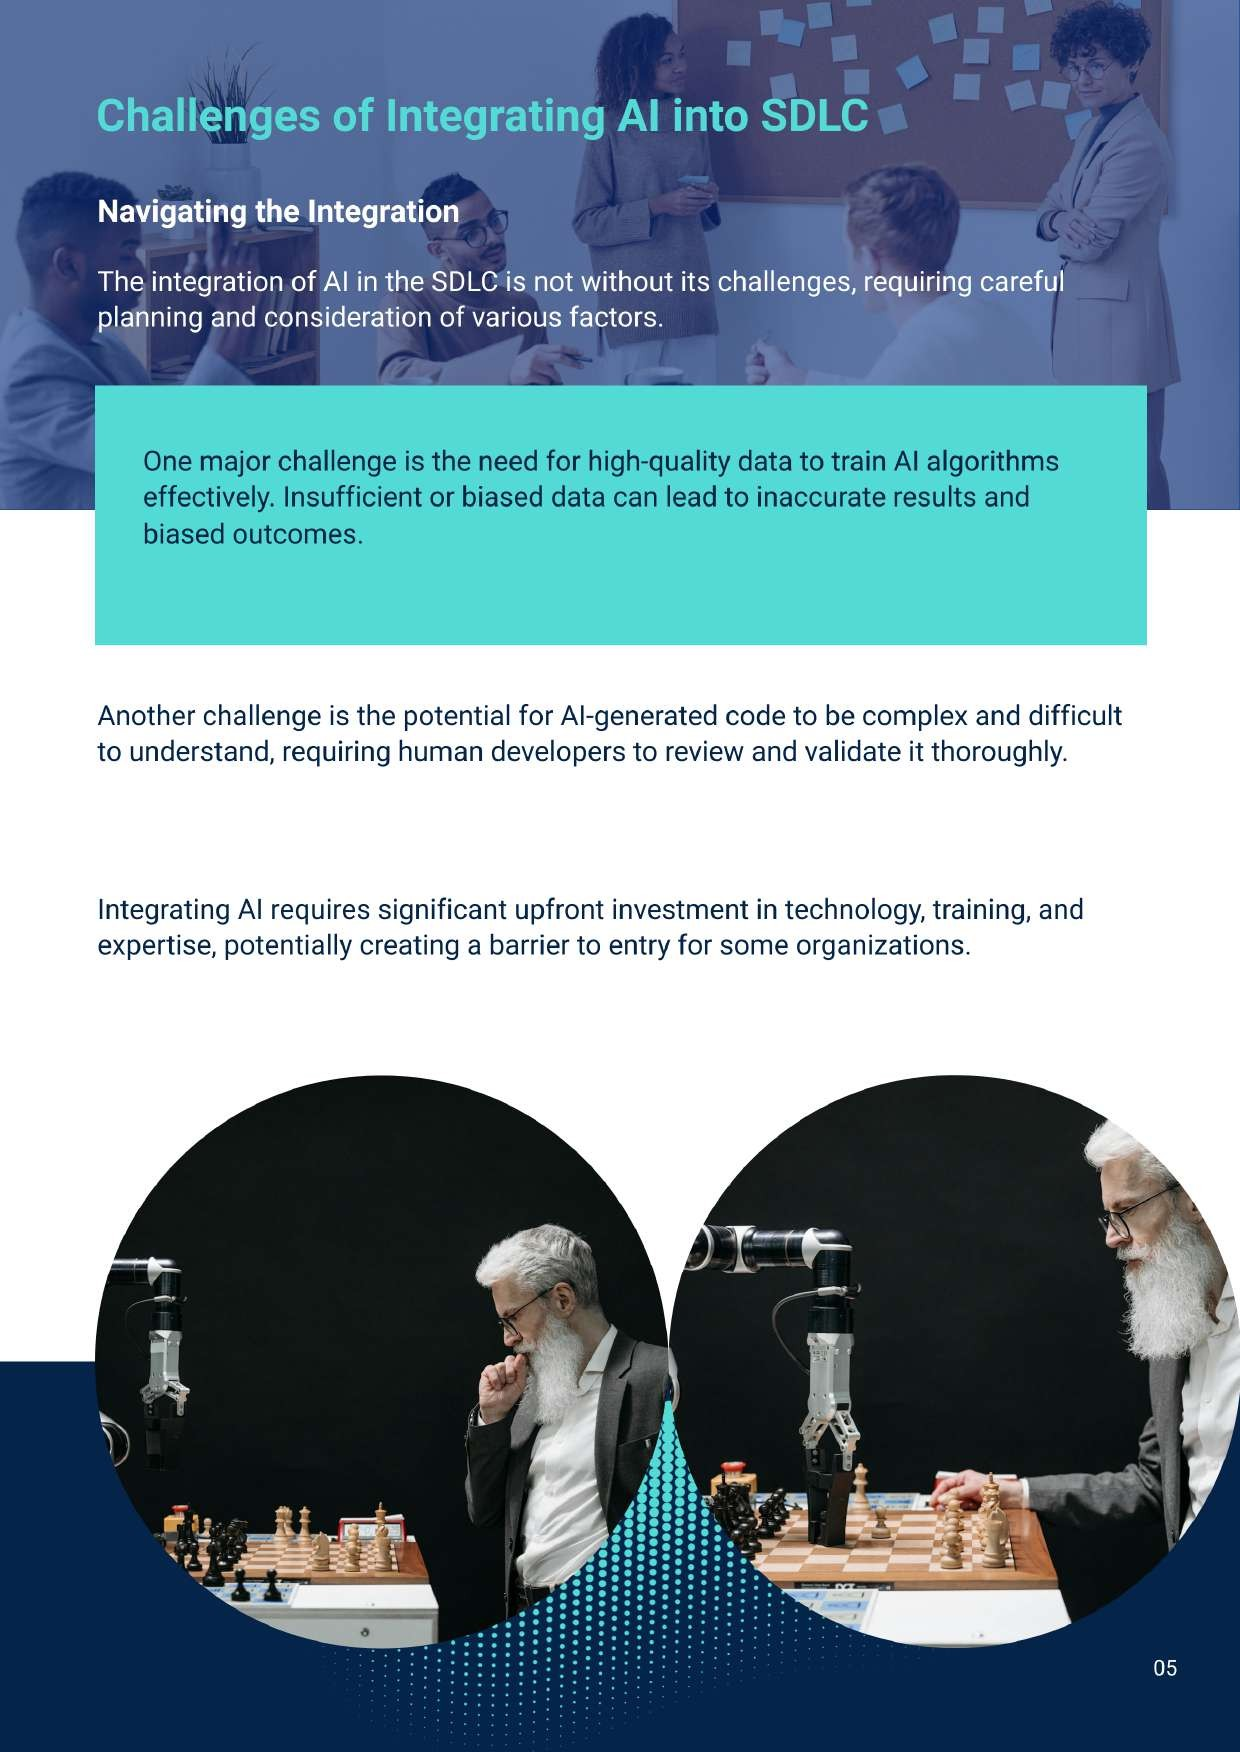 Challenges of Integrating AI into SDLC
Navigating the Integration
The integration of AI in the SDLC is not without its challenges, requiring careful
planning and consideration of various factors.
One major challenge is the need for high-quality data to train AI algorithms
effectively. Insufficient or biased data can lead to inaccurate results and
biased outcomes.
Another challenge is the potential for AI-generated code to be complex and difficult
to understand, requiring human developers to review and validate it thoroughly.
Integrating AI requires significant upfront investment in technology, training, and
expertise, potentially creating a barrier to entry for some organizations.
05